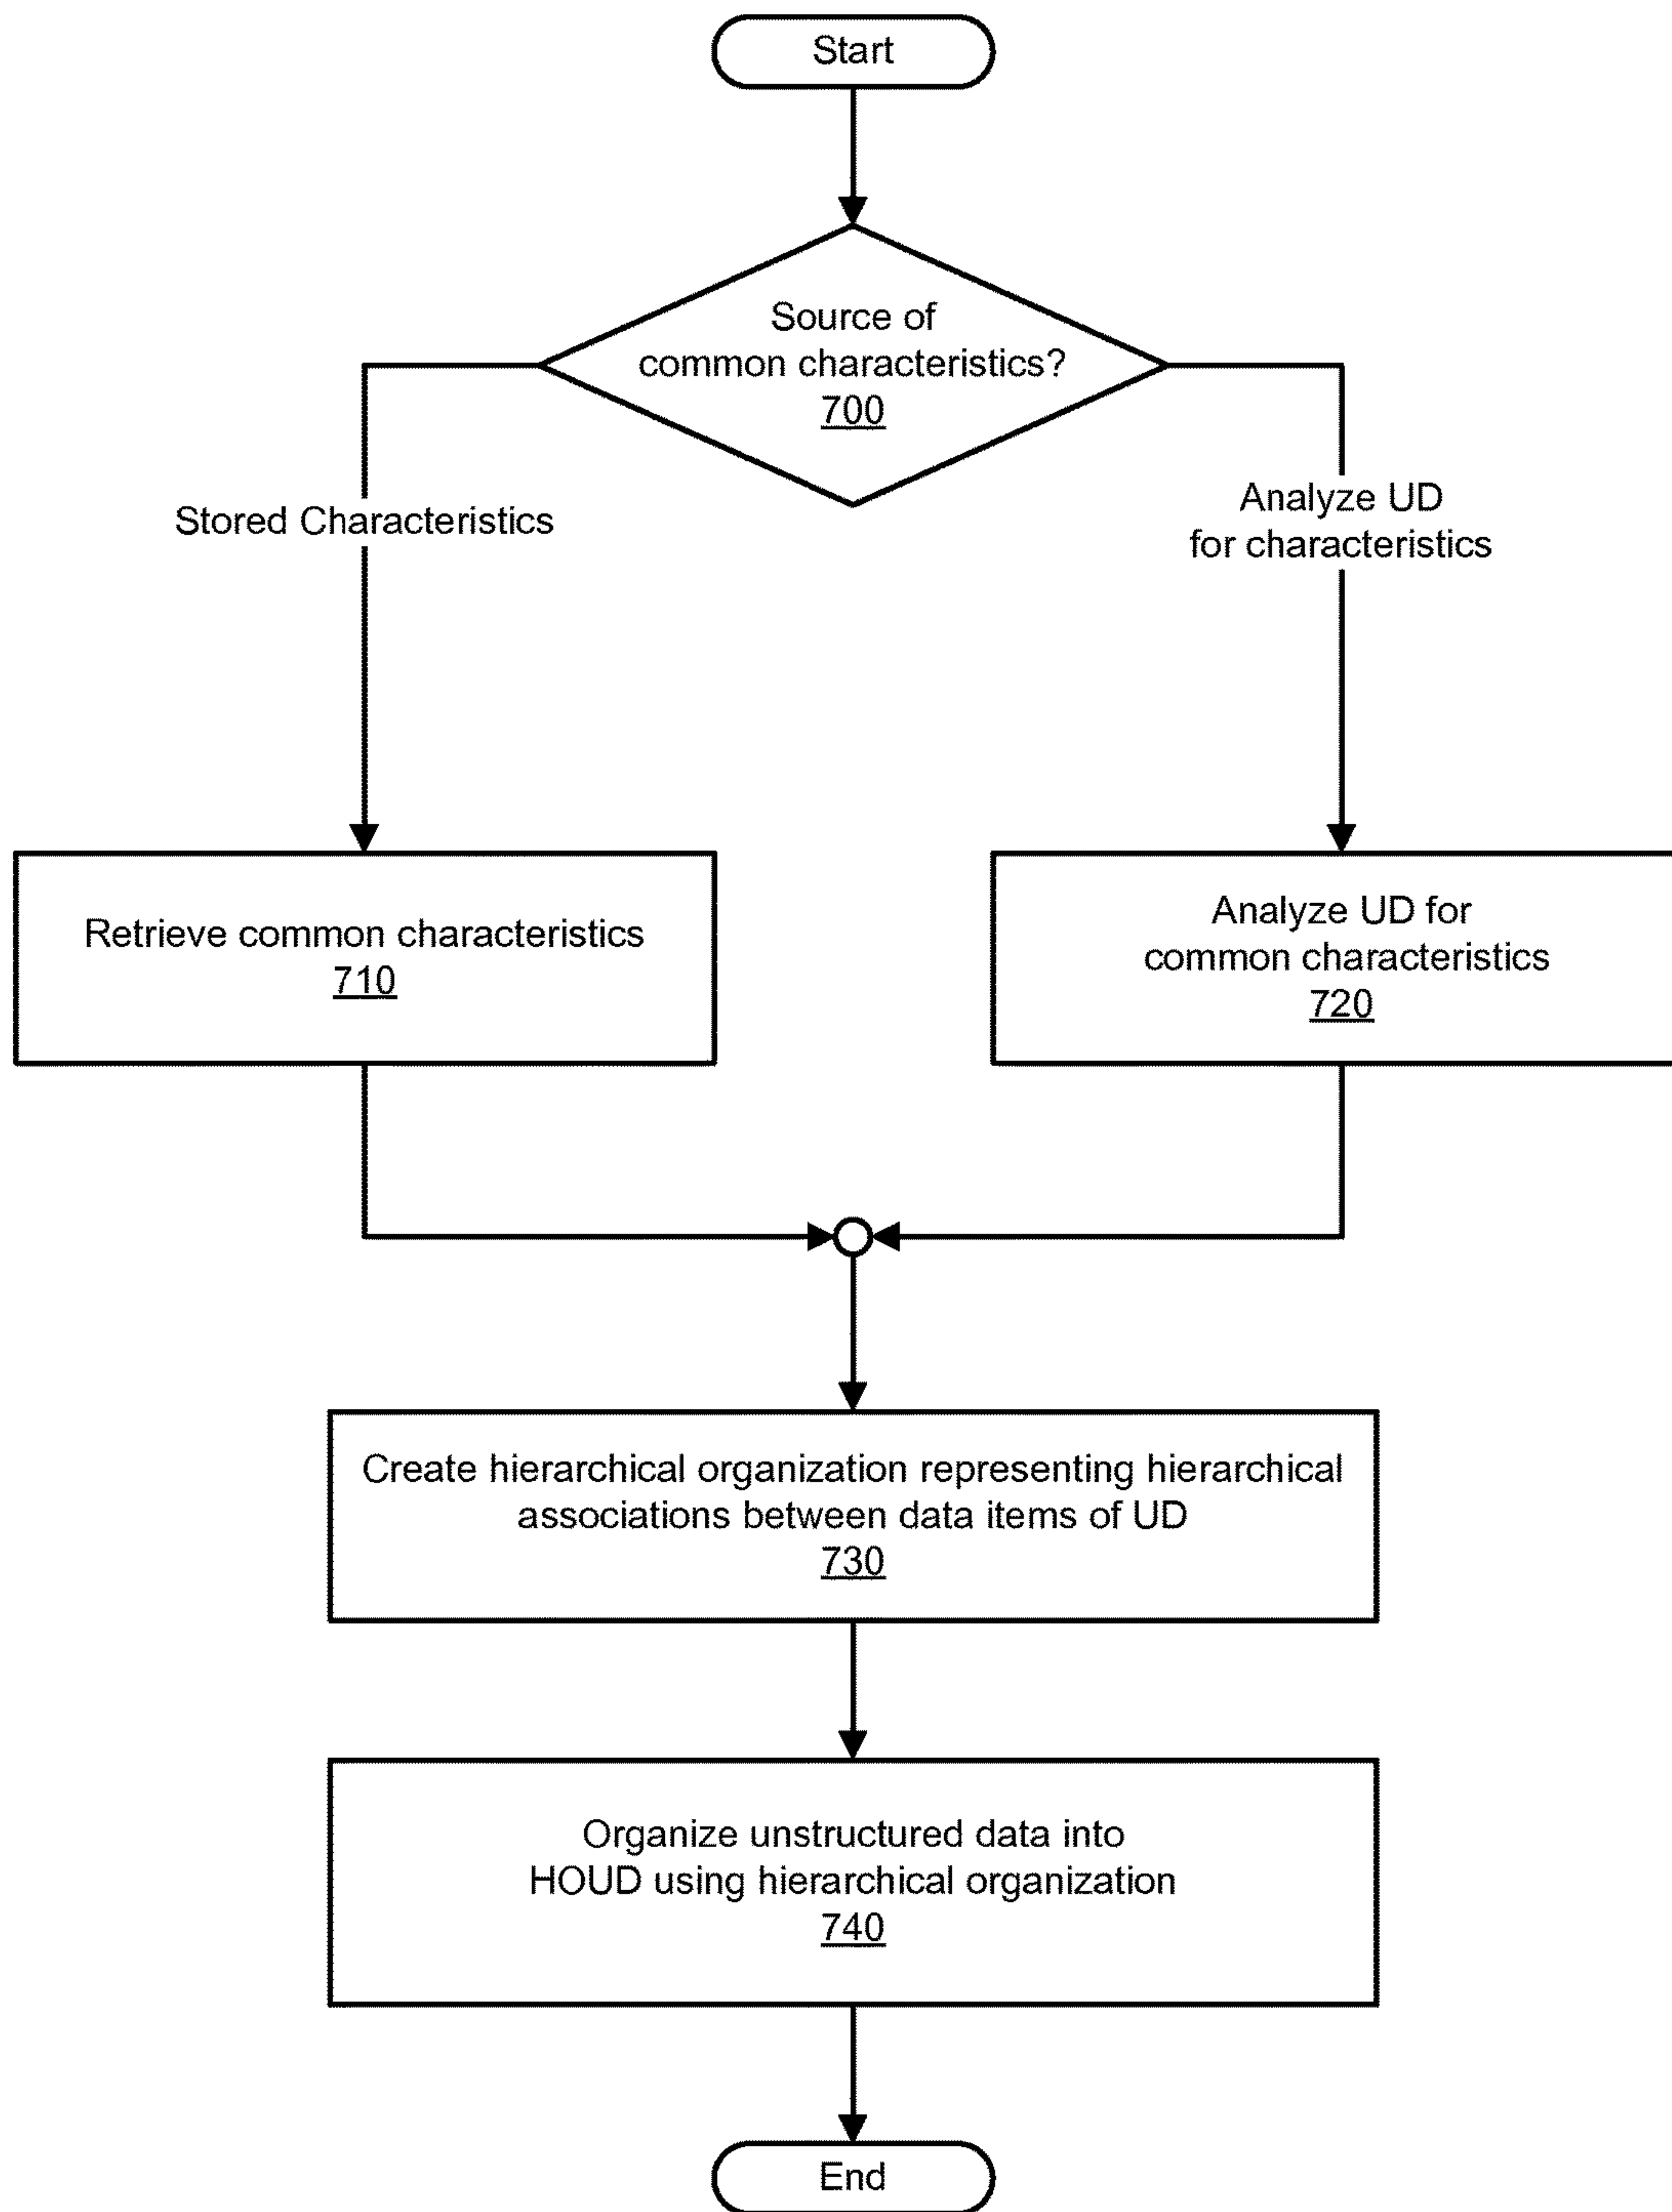 Start
Source of
common characteristics?
700
Stored Characteristics
Analyze UD
for characteristics
Retrieve common characteristics
710
Analyze UD for
common characteristics
720
Create hierarchical organization representing hierarchical
associations between data items of UD
730
Organize unstructured data into
HOUD using hierarchical organization
740
End